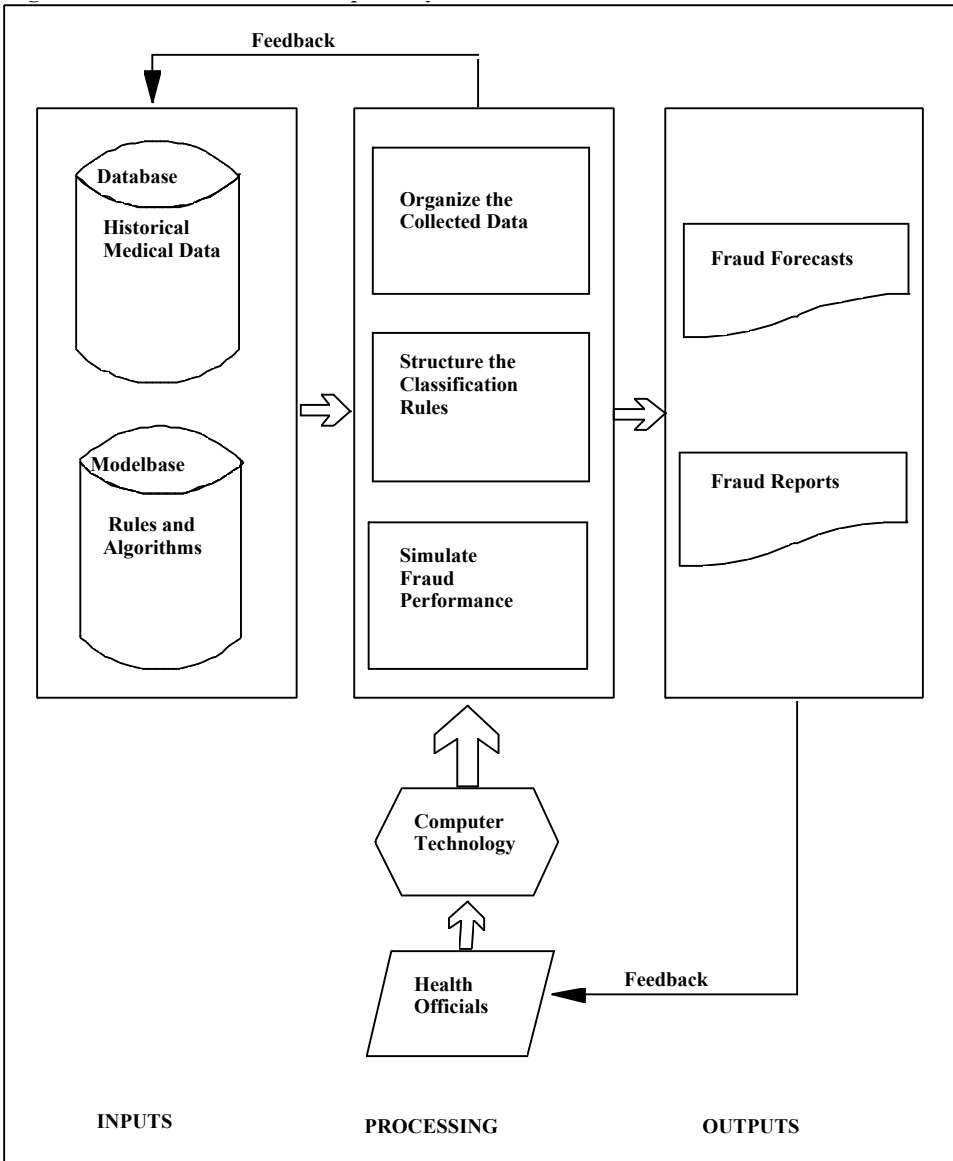 Feedback
Database
Historical
Medical Data
Modelbase
Rules and
Algorithms
Organize the
Collected Data
Structure the
Classification
Rules
Simulate
Fraud
Performance
Fraud Forecasts
Fraud Reports
Computer
Technology
Health
Officials
Feedback
INPUTS
PROCESSING
OUTPUTS